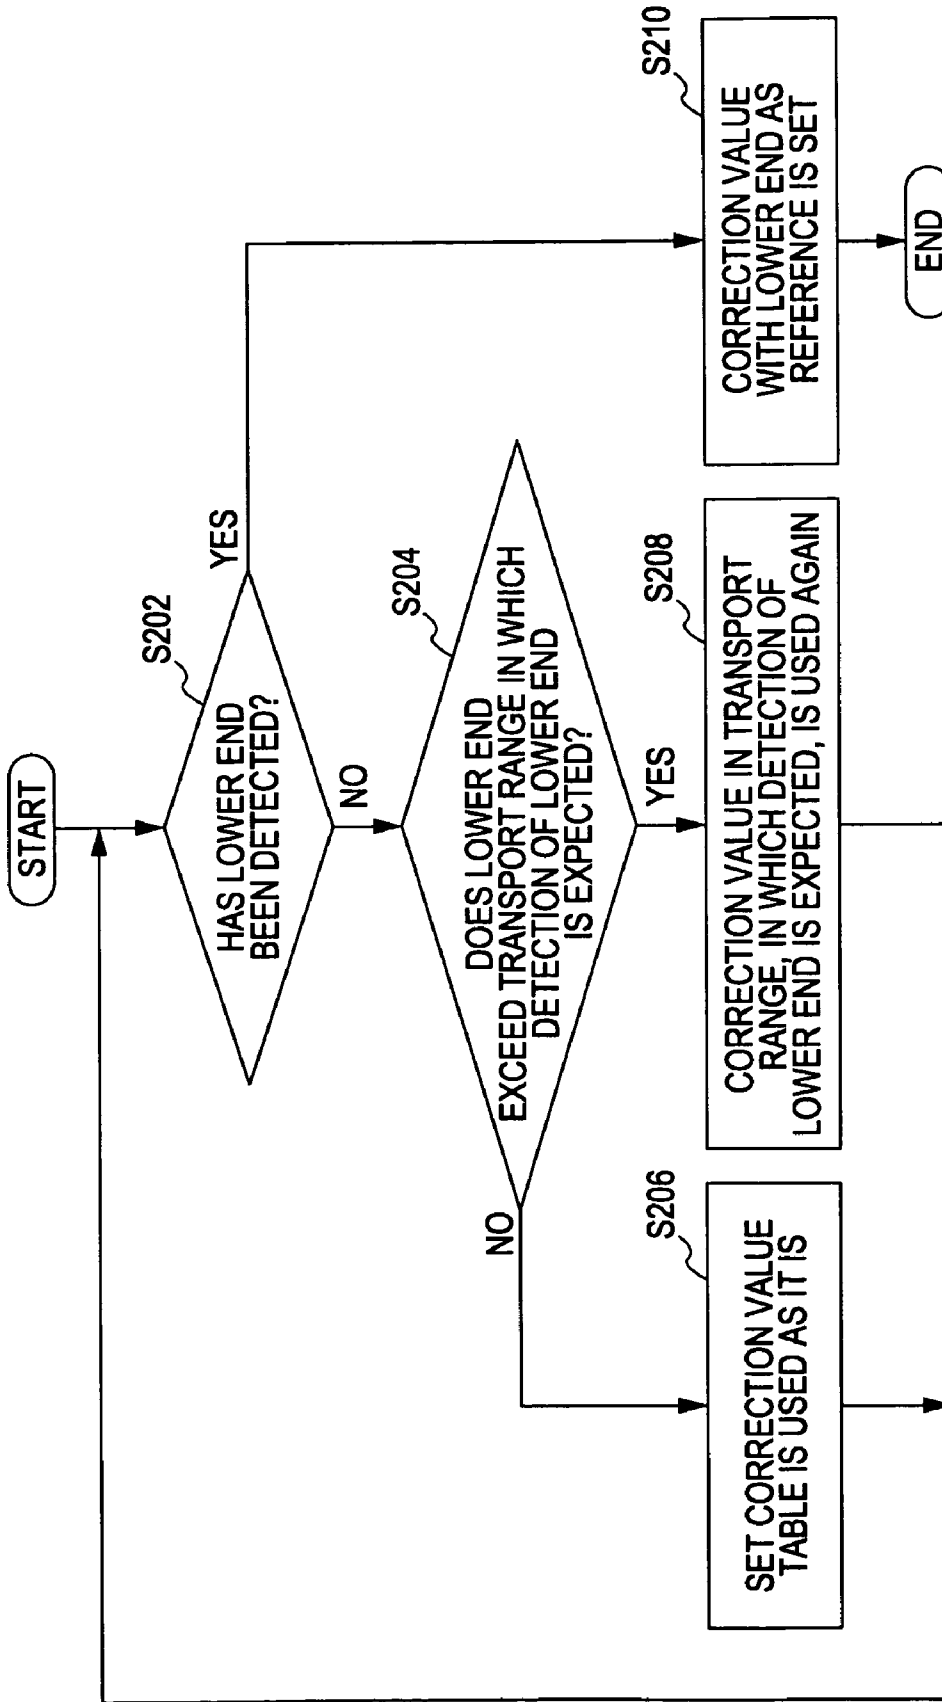 START
S202
HAS LOWER END
BEEN DETECTED?
YES
NO
S204
DOES LOWER END
EXCEED TRANSPORT RANGE IN WHICH
DETECTION OF LOWER END
IS EXPECTED?
NO
YES
S206
SET CORRECTION VALUE
TABLE IS USED AS IT IS
S208
CORRECTION VALUE IN TRANSPORT
RANGE, IN WHICH DETECTION OF
LOWER END IS EXPECTED, IS USED AGAIN
S210
CORRECTION VALUE
WITH LOWER END AS
REFERENCE IS SET
END